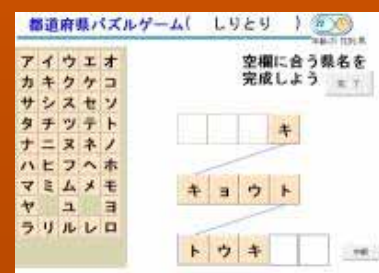 都道府県パズルゲーム( しりとり )
空欄に合う県名を
完成しよう
ア イ ウ エ オ
カ キ ク ケ コ
サ シ ス セ ソ
タ チ ツ テ ト
ナ ニ ヌ ネ ノ
ハ ヒ フ ヘ ホ
マ ミ ム メ モ
ヤ ユ ヨ
ラ リ ル レ ロ
キ
キ ョ ウ ト
ト ウ キ